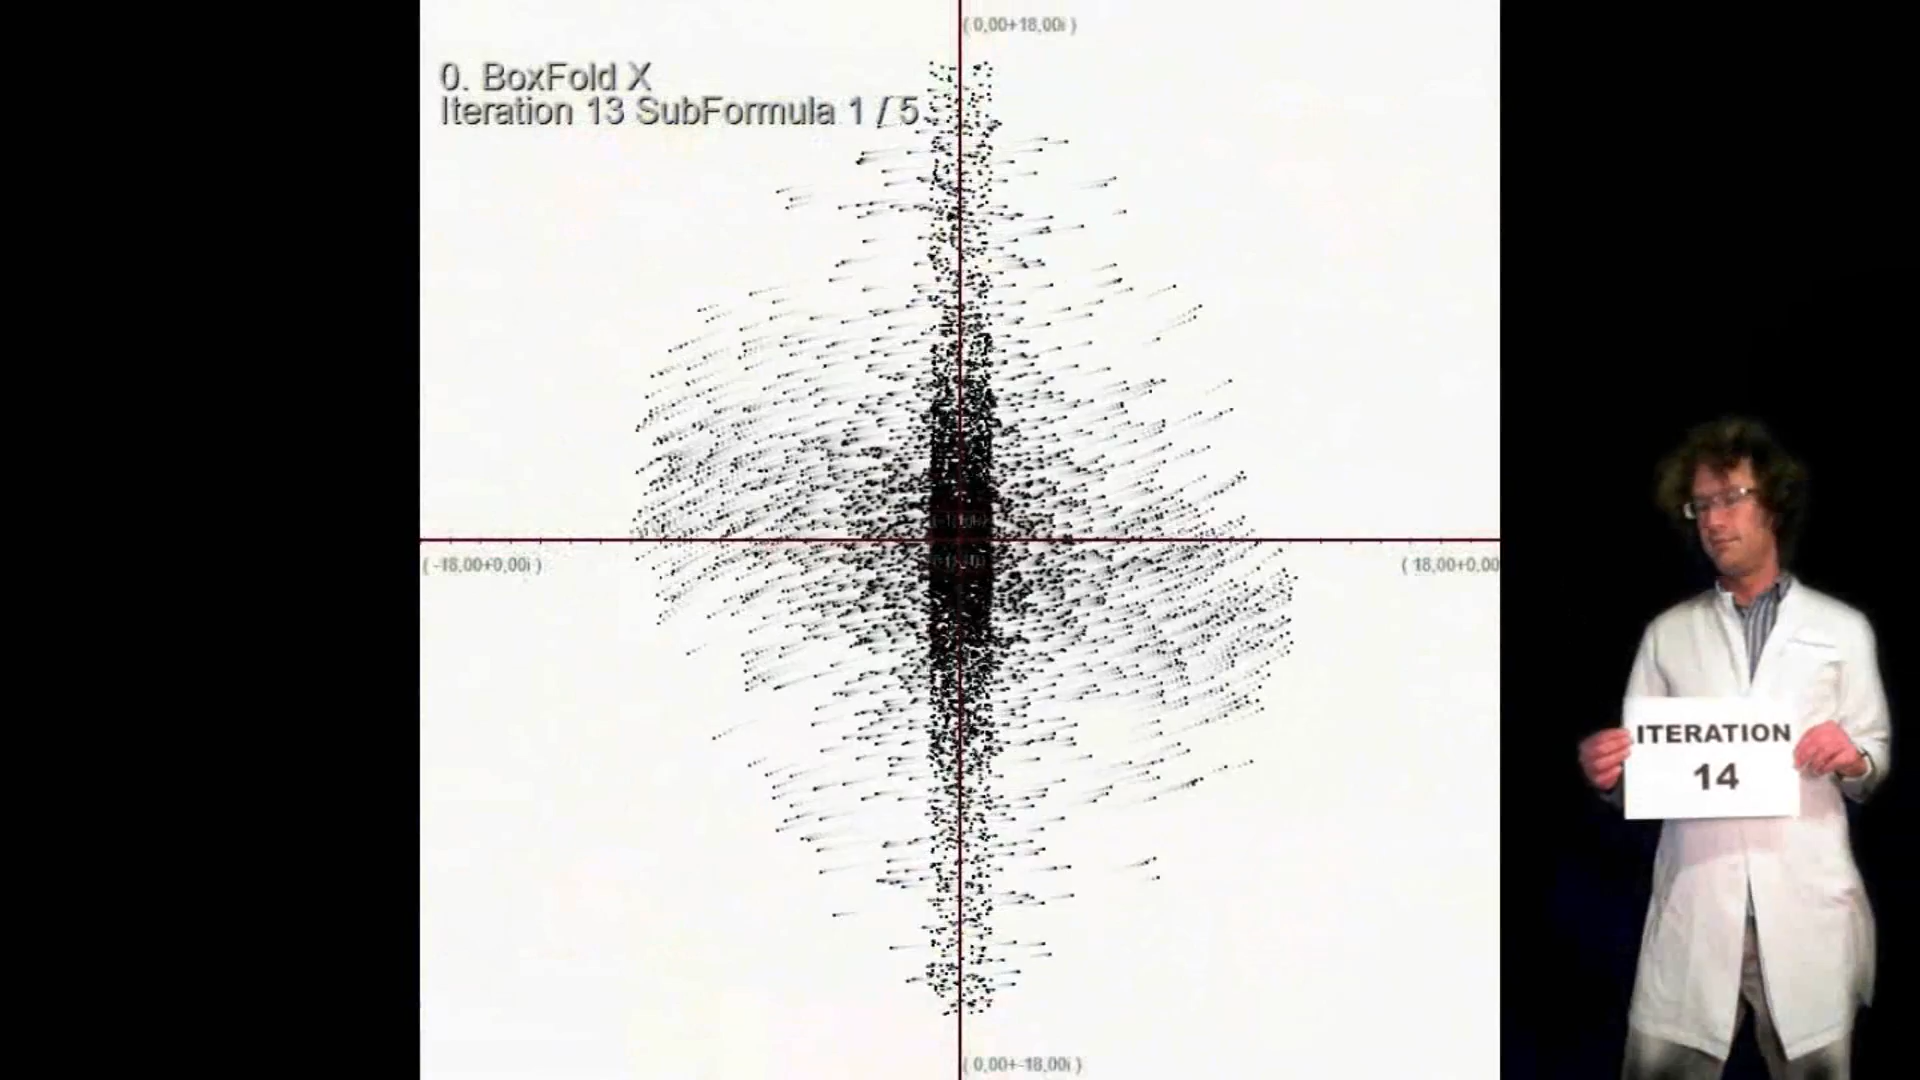 ( 0,00+18,00i )
0. BoxFold X
Iteration 13 SubFormula 1 / 5
( -18,00+0,00i )
( 18,00+0,00
ITERATION
14
( 0,00+-18,00i )